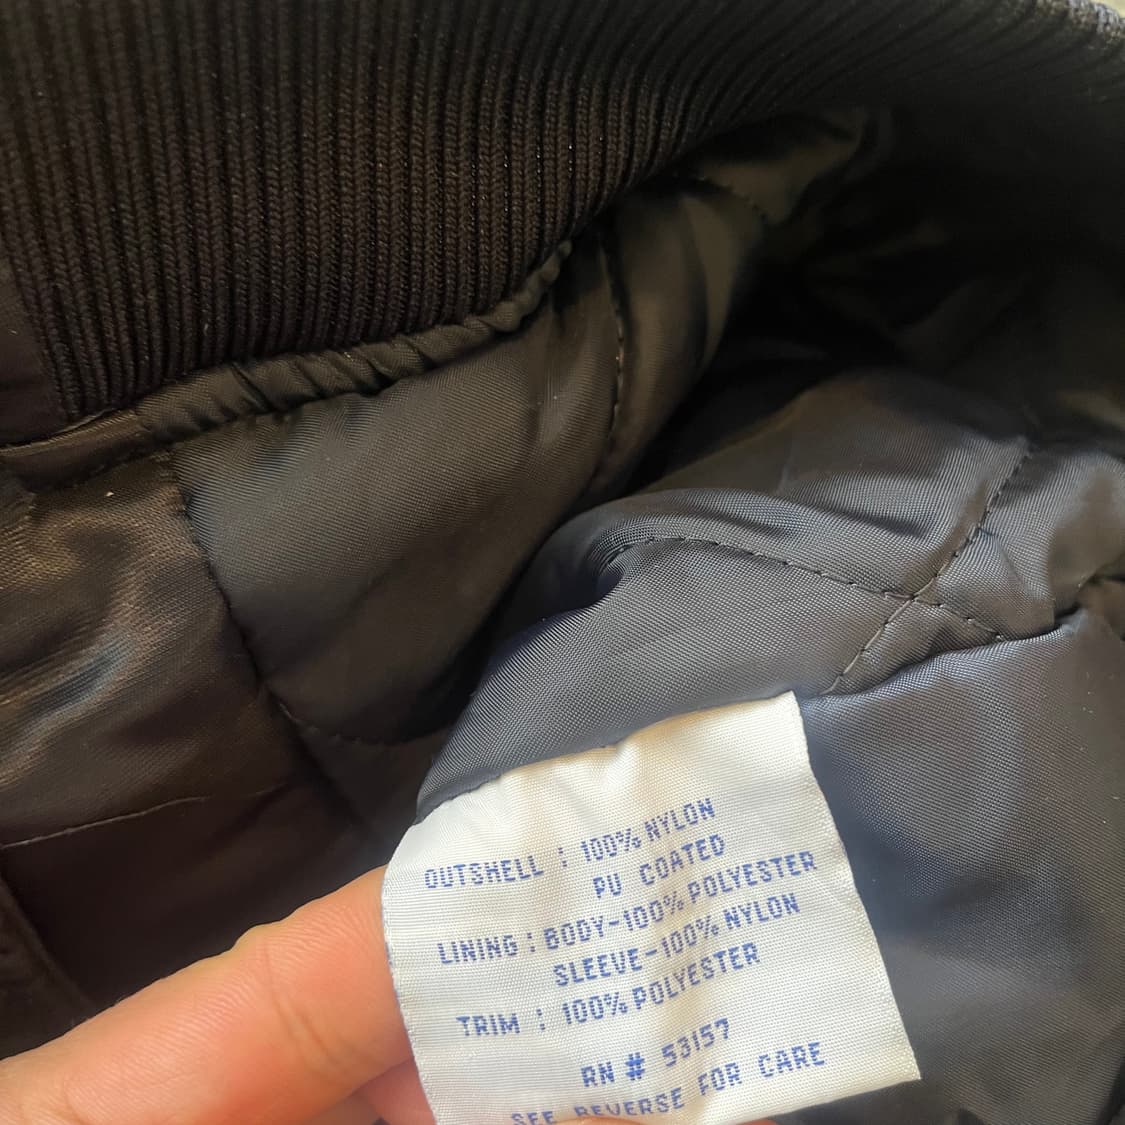 OUTSHELL : 100% NYLON
PU COATED
LINING : BODY-100% POLYESTER
SLEEVE-100% NYLON
TRIM : 100% POLYESTER
RN # 53157
SEE REVERSE FOR CARE